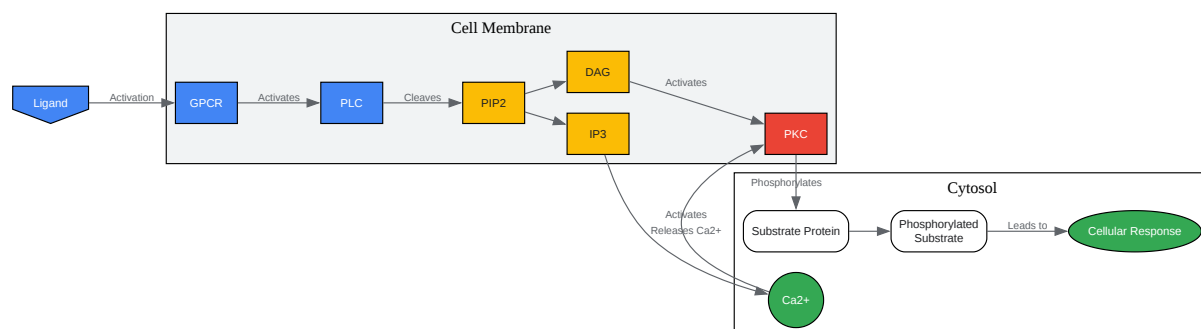 Cell Membrane
Ligand
Activation
GPCR
Activates
PLC
Cleaves
PIP2
DAG
IP3
Activates
PKC
Phosphorylates
Activates
Releases Ca2+
Cytosol
Substrate Protein
Phosphorylated
Substrate
Leads to
Cellular Response
Ca2+